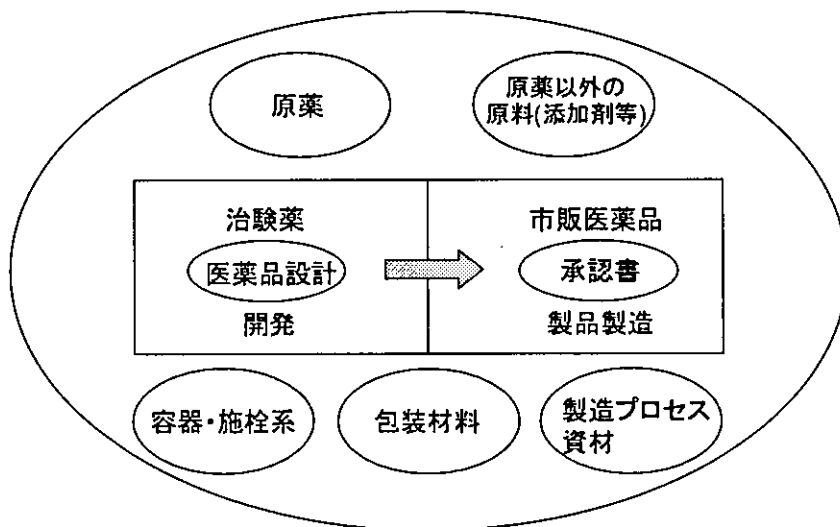 原薬
原薬以外の
原料(添加剤等)
治験薬
医薬品設計
開発
市販医薬品
承認書
製品製造
容器・施栓系
包装材料
製造プロセス
資材